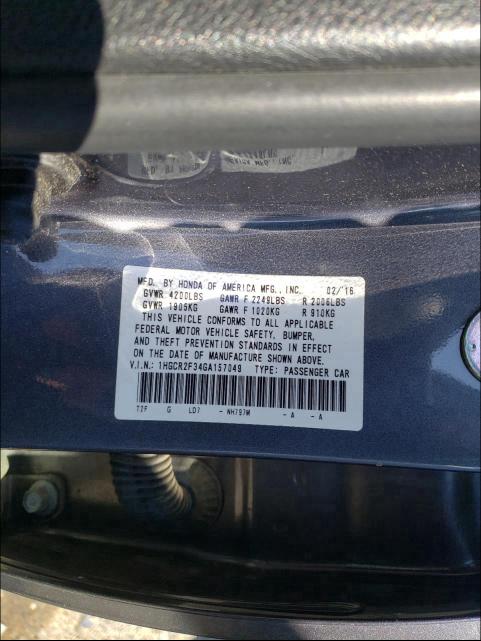 MFD. BY HONDA OF AMERICA MFG., INC. 02/16
GVWR 4200LBS GAWR F 2249LBS R 2006LBS
GVWR 1905KG GAWR F 1020KG R 910KG
THIS VEHICLE CONFORMS TO ALL APPLICABLE
FEDERAL MOTOR VEHICLE SAFETY, BUMPER,
AND THEFT PREVENTION STANDARDS IN EFFECT
ON THE DATE OF MANUFACTURE SHOWN ABOVE.
V.I.N.: 1HGCR2F34GA157049 TYPE: PASSENGER CAR
T2F G LD7 - NH797M - A - A